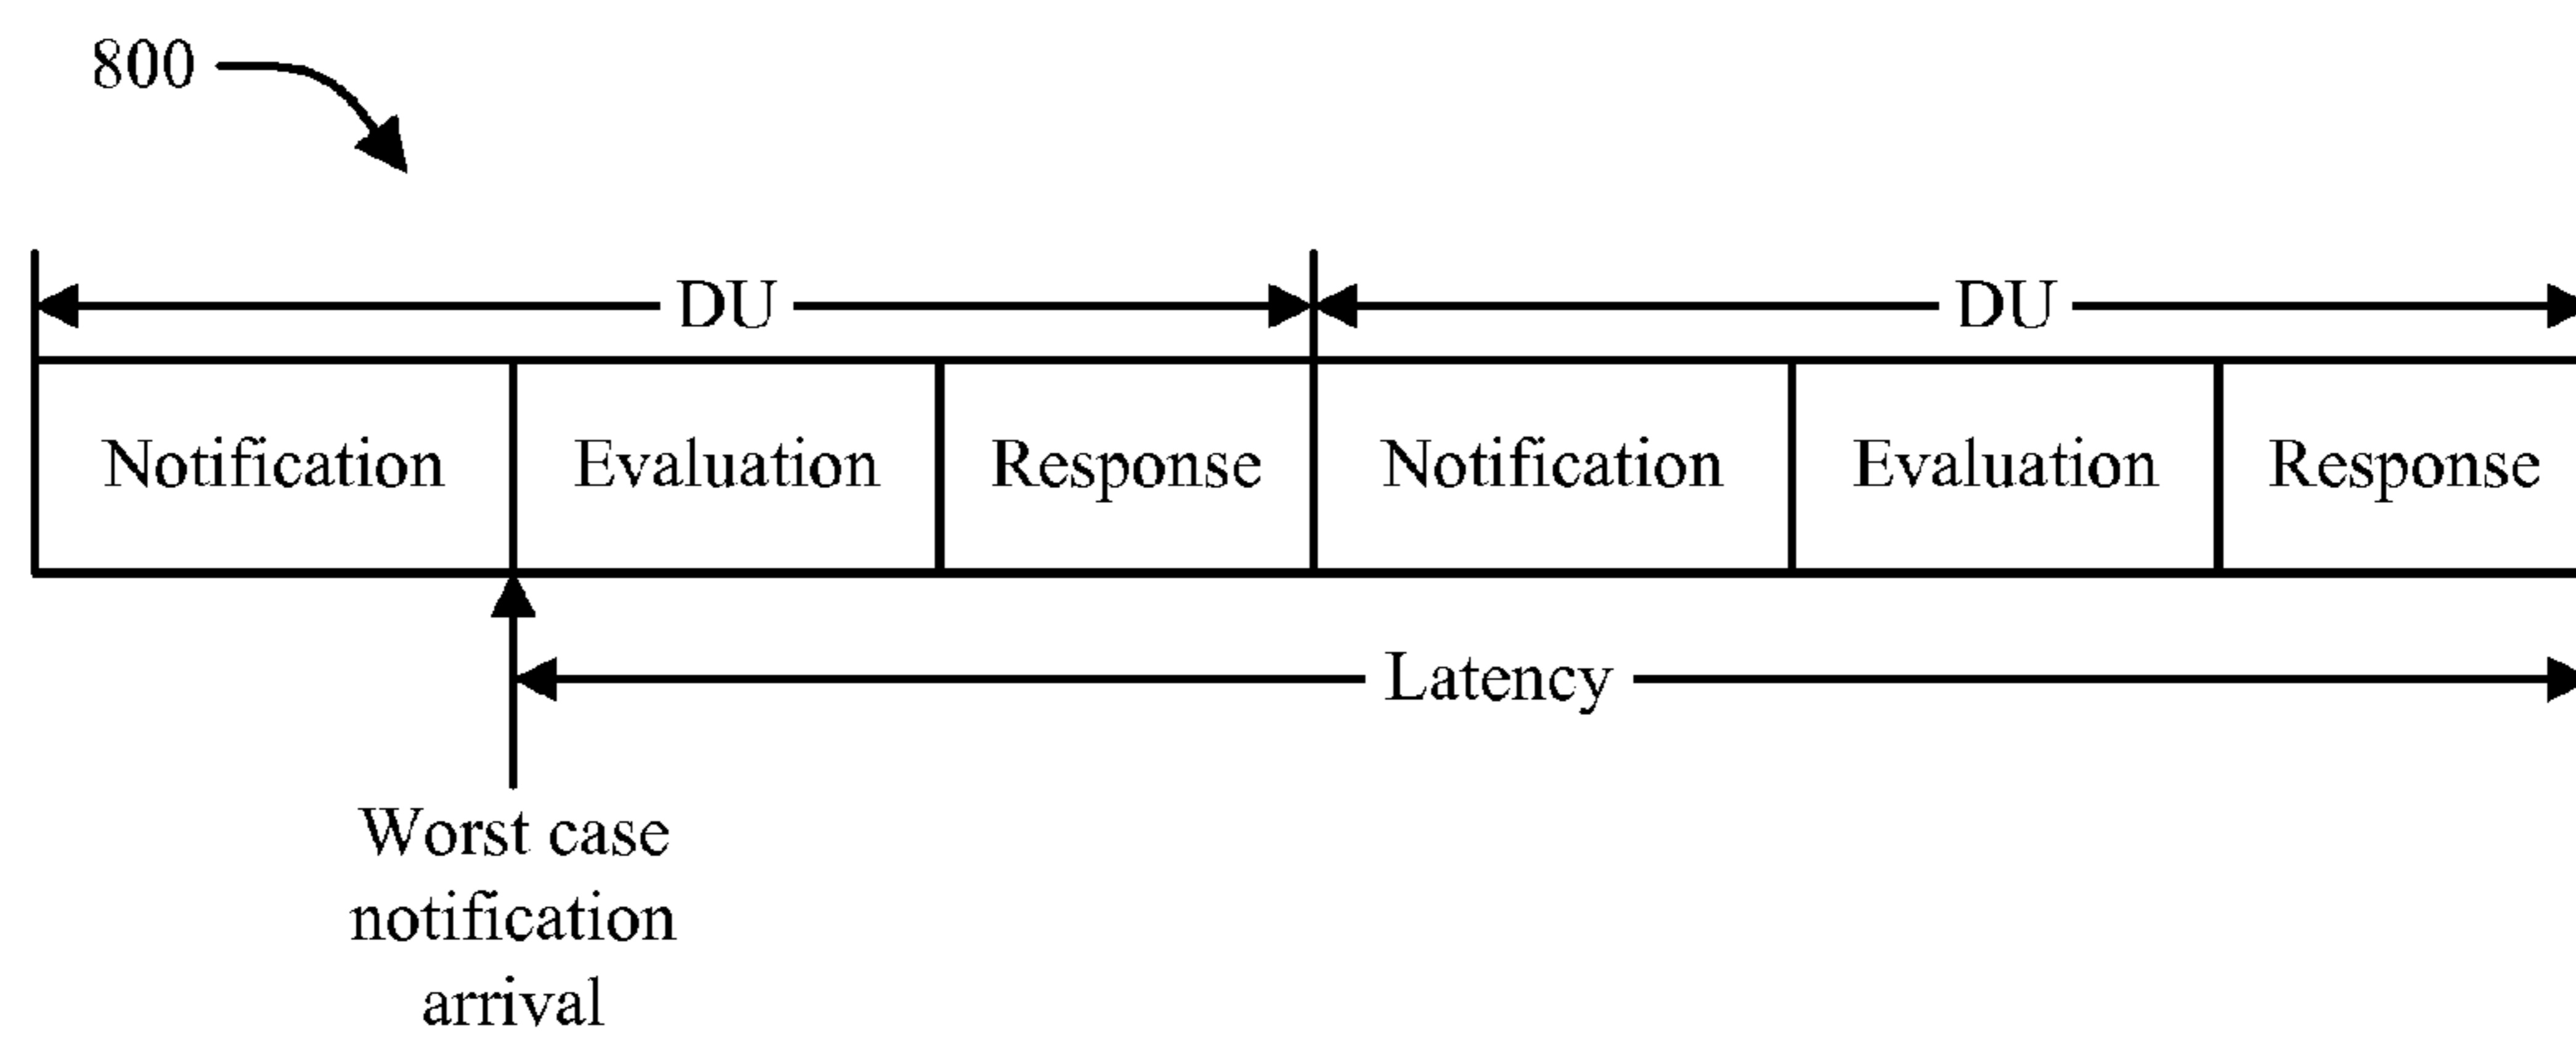 800
DU DU
Notification Evaluation Response Notification Evaluation Response
Latency
Worst case
notification
arrival